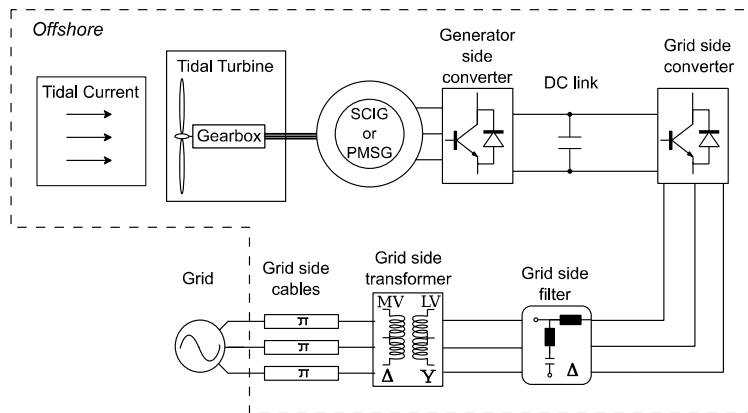 Offshore
Tidal Current
Tidal Turbine
Gearbox
SCIG
or
PMSG
Generator
side
converter
DC link
Grid side
converter
Grid
Grid side
cables
π
π
π
Grid side
transformer
MV LV
Δ Y
Grid side
filter
Δ